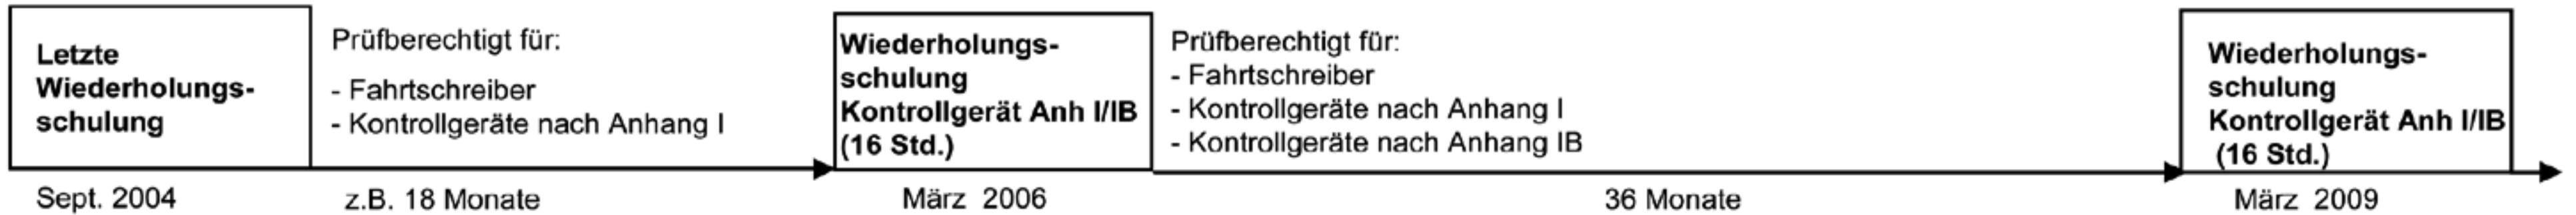 Letzte
Wiederholungs-
schulung
Prüfberechtigt für:
- Fahrtschreiber
- Kontrollgeräte nach Anhang I
Wiederholungs-
schulung
Kontrollgerät Anh I/IB
(16 Std.)
Prüfberechtigt für:
- Fahrtschreiber
- Kontrollgeräte nach Anhang I
- Kontrollgeräte nach Anhang IB
Wiederholungs-
schulung
Kontrollgerät Anh I/IB
(16 Std.)
Sept. 2004
z.B. 18 Monate
März 2006
36 Monate
März 2009